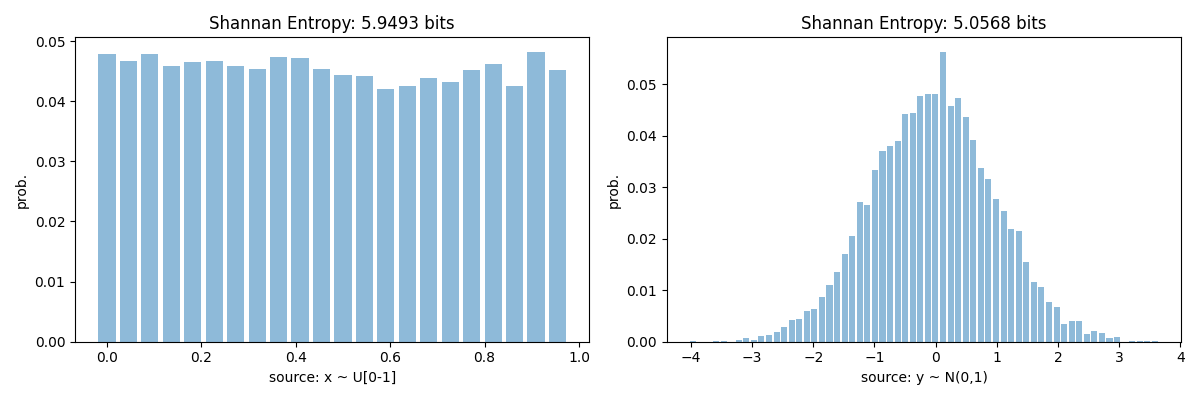 Shannan Entropy: 5.9493 bits
0.05
0.04
0.03
0.02
0.01
0.00
prob.
0.0 0.2 0.4 0.6 0.8 1.0
source: x ~ U[0-1]
Shannan Entropy: 5.0568 bits
0.05
0.04
0.03
0.02
0.01
0.00
prob.
−4 −3 −2 −1 0 1 2 3 4
source: y ~ N(0,1)